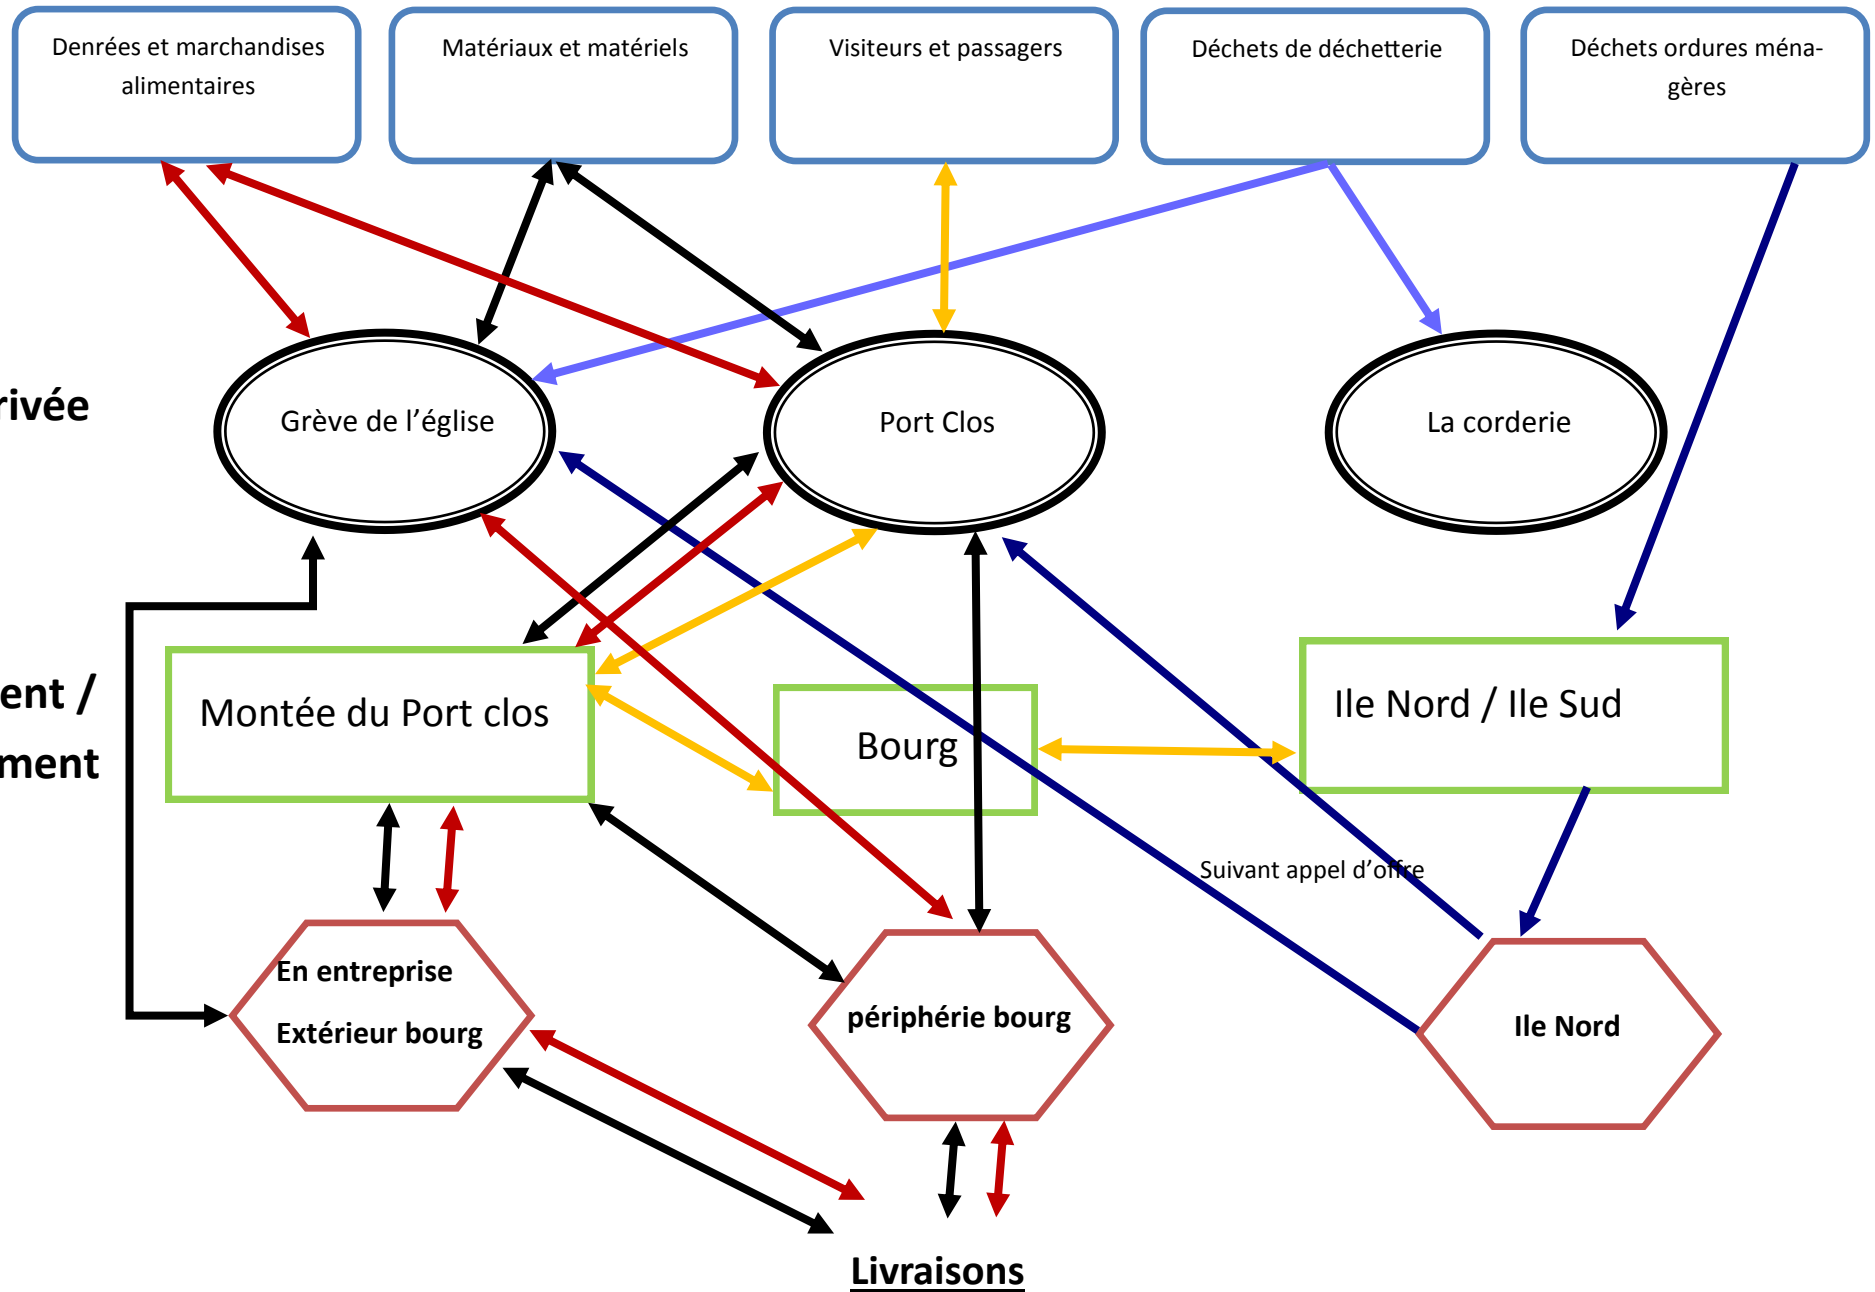 Denrées et marchandises
alimentaires
Matériaux et matériels
Visiteurs et passagers
Déchets de déchetterie
Déchets ordures ména-
gères
rivée
Grève de l'église
Port Clos
La corderie
ent /
ment
Montée du Port clos
Bourg
Ile Nord / Ile Sud
Suivant appel d'offre
En entreprise
Extérieur bourg
périphérie bourg
Ile Nord
Livraisons